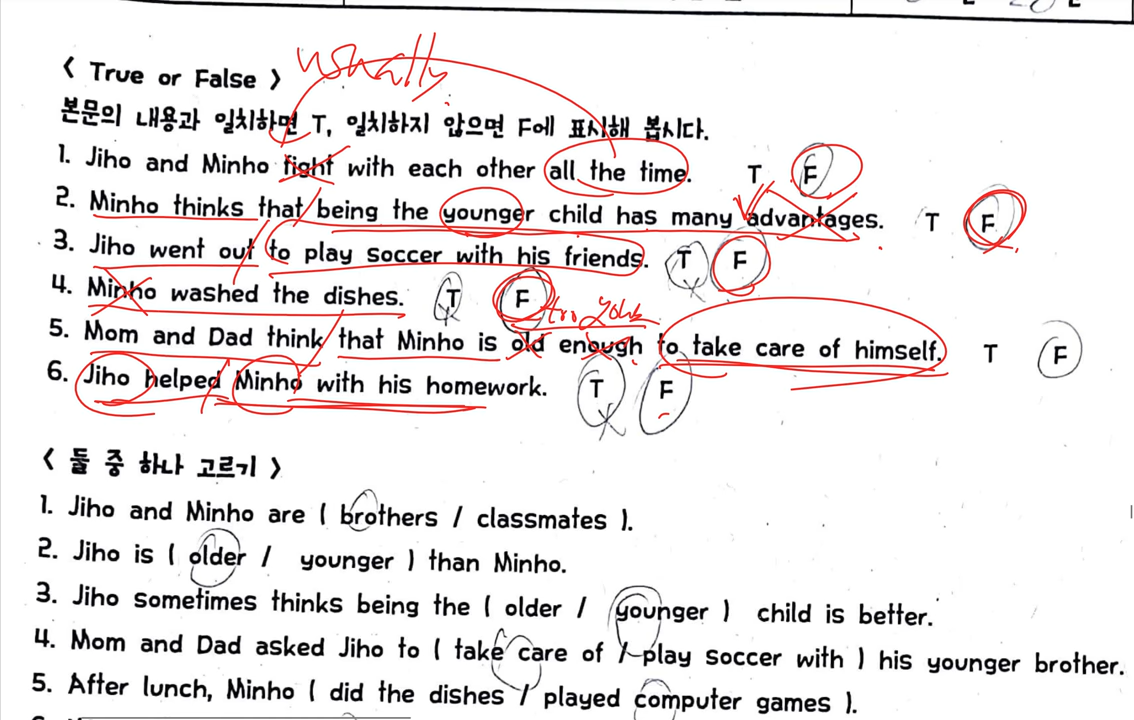 usually
< True or False >
본문의 내용과 일치하면 T, 일치하지 않으면 F에 표시해 봅시다.
1. Jiho and Minho fight with each other all the time. T F
2. Minho thinks that being the younger child has many advantages. T F
3. Jiho went out to play soccer with his friends. T F
4. Minho washed the dishes. T F
too young
5. Mom and Dad think that Minho is old enough to take care of himself. T F
6. Jiho helped Minho with his homework. T F
< 둘 중 하나 고르기 >
1. Jiho and Minho are ( brothers / classmates ).
2. Jiho is ( older / younger ) than Minho.
3. Jiho sometimes thinks being the ( older / younger ) child is better.
4. Mom and Dad asked Jiho to ( take care of / play soccer with ) his younger brother.
5. After lunch, Minho ( did the dishes / played computer games ).